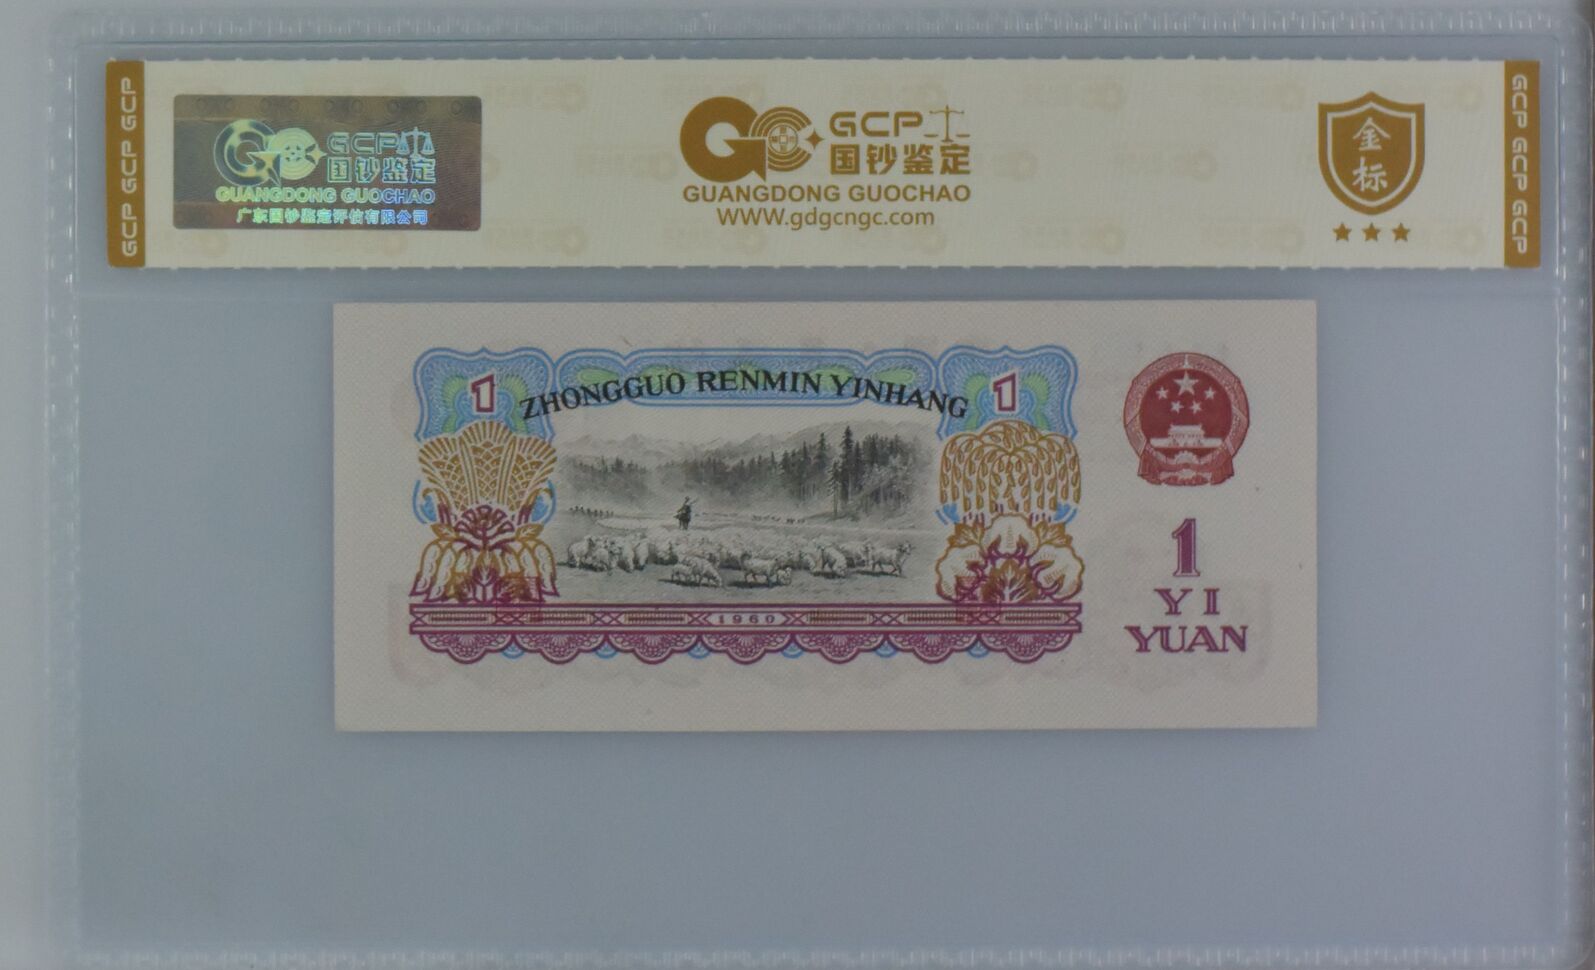 GCP GCP GCP
GCP
国钞鉴定
GUANGDONG GUOCHAO
广东国钞鉴定评估有限公司
GCP
国钞鉴定
GUANGDONG GUOCHAO
WWW.gdgcngc.com
金
标
GCP GCP GCP
1
ZHONGGUO RENMIN YINHANG
1
1960
1
YI
YUAN